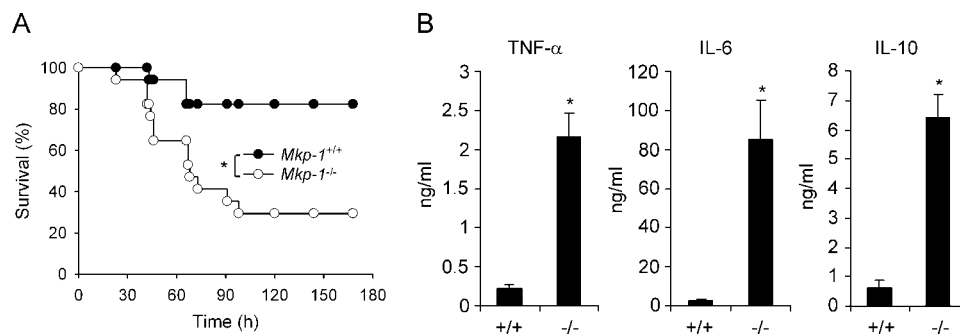 A
Survival (%)
100
80
60
40
20
0
0 30 60 90 120 150 180
Time (h)
Mkp-1+/+
*
Mkp-1-/-
B
TNF-α
ng/ml
3
2.5
2
1.5
1
0.5
0
*
+/+ -/-
IL-6
ng/ml
120
100
80
60
40
20
0
*
+/+ -/-
IL-10
ng/ml
8
7
6
5
4
3
2
1
0
*
+/+ -/-